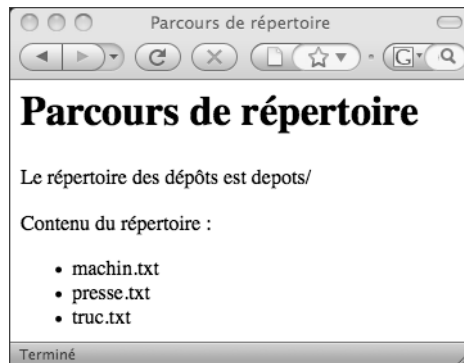 Parcours de répertoire
G
Parcours de répertoire
Le répertoire des dépôts est depots/
Contenu du répertoire :
• machin.txt
• presse.txt
• truc.txt
Terminé